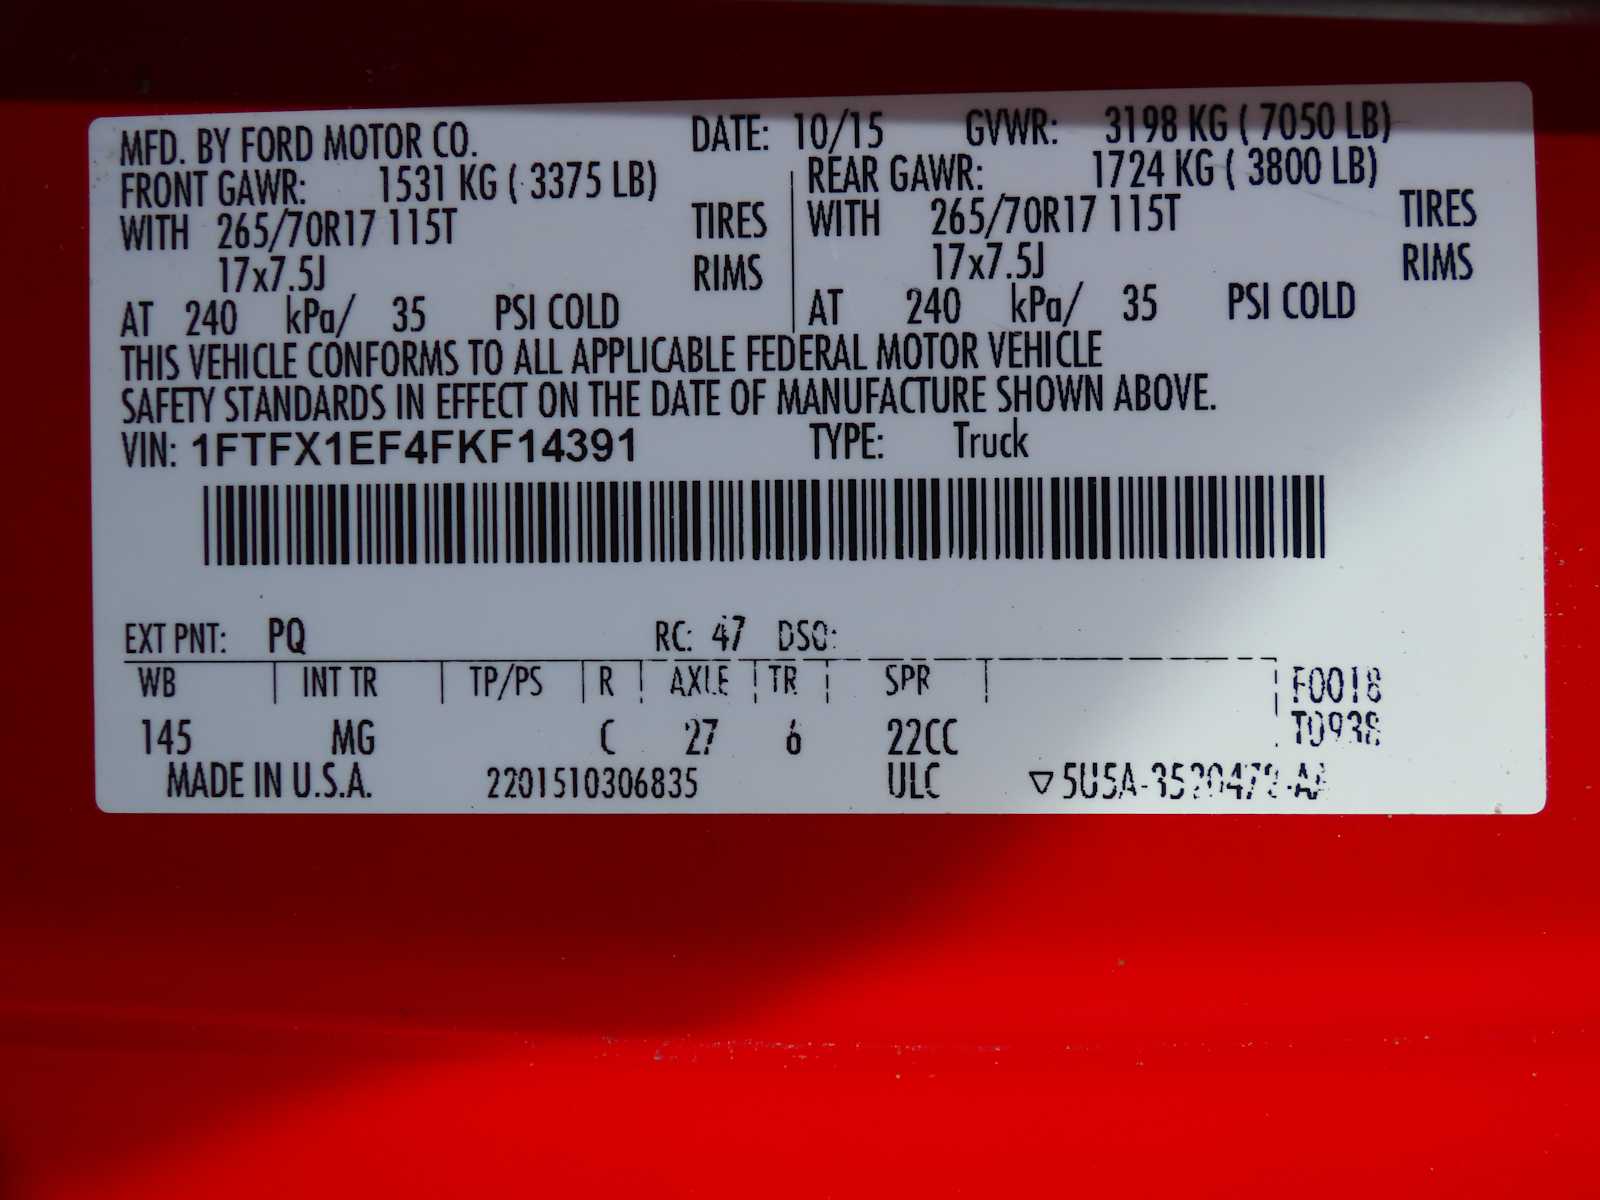 MFD. BY FORD MOTOR CO. DATE: 10/15 GVWR: 3198 KG ( 7050 LB)
FRONT GAWR: 1531 KG ( 3375 LB) REAR GAWR: 1724 KG ( 3800 LB)
WITH 265/70R17 115T TIRES WITH 265/70R17 115T TIRES
17x7.5J RIMS 17x7.5J RIMS
AT 240 kPa/ 35 PSI COLD AT 240 kPa/ 35 PSI COLD
THIS VEHICLE CONFORMS TO ALL APPLICABLE FEDERAL MOTOR VEHICLE
SAFETY STANDARDS IN EFFECT ON THE DATE OF MANUFACTURE SHOWN ABOVE.
VIN: 1FTFX1EF4FKF14391 TYPE: Truck
EXT PNT: PQ RC: 47 DSO:
WB INT TR TP/PS R AXLE TR SPR F0018
145 MG C 27 6 22CC T0938
MADE IN U.S.A. 2201510306835 ULC